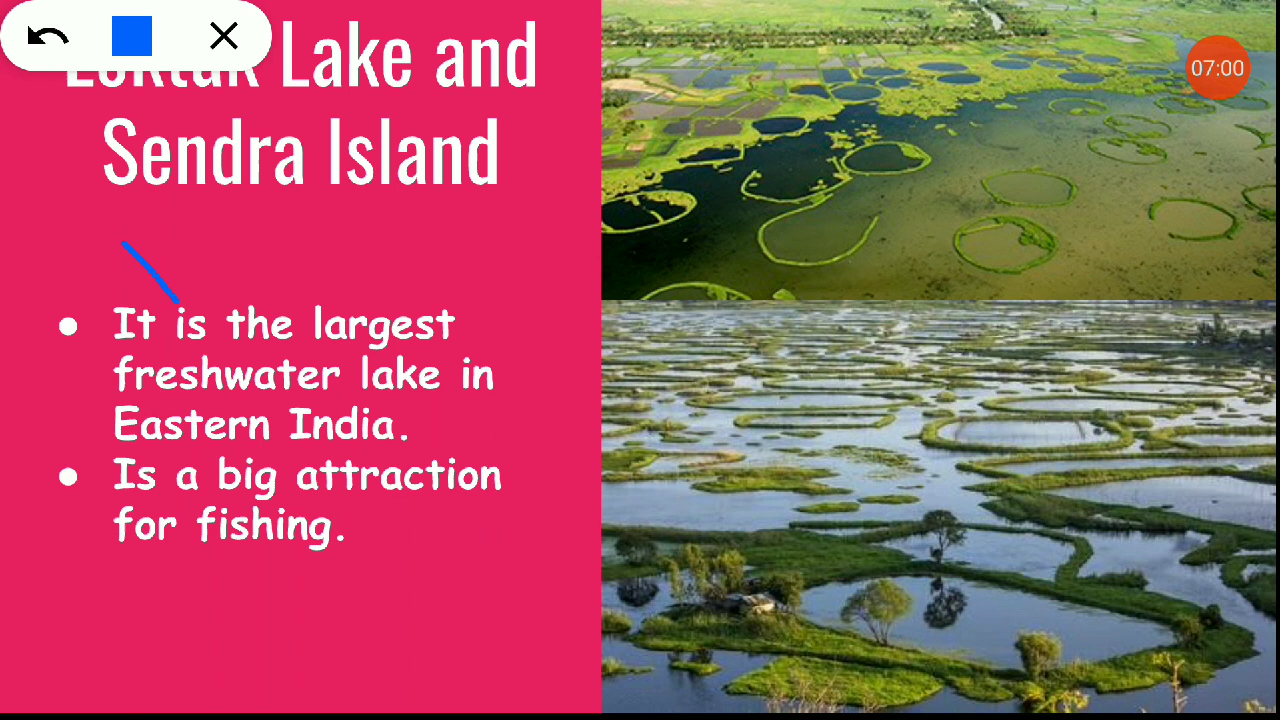 Lake and
Sendra Island
07:00
● It is the largest
freshwater lake in
Eastern India.
● Is a big attraction
for fishing.